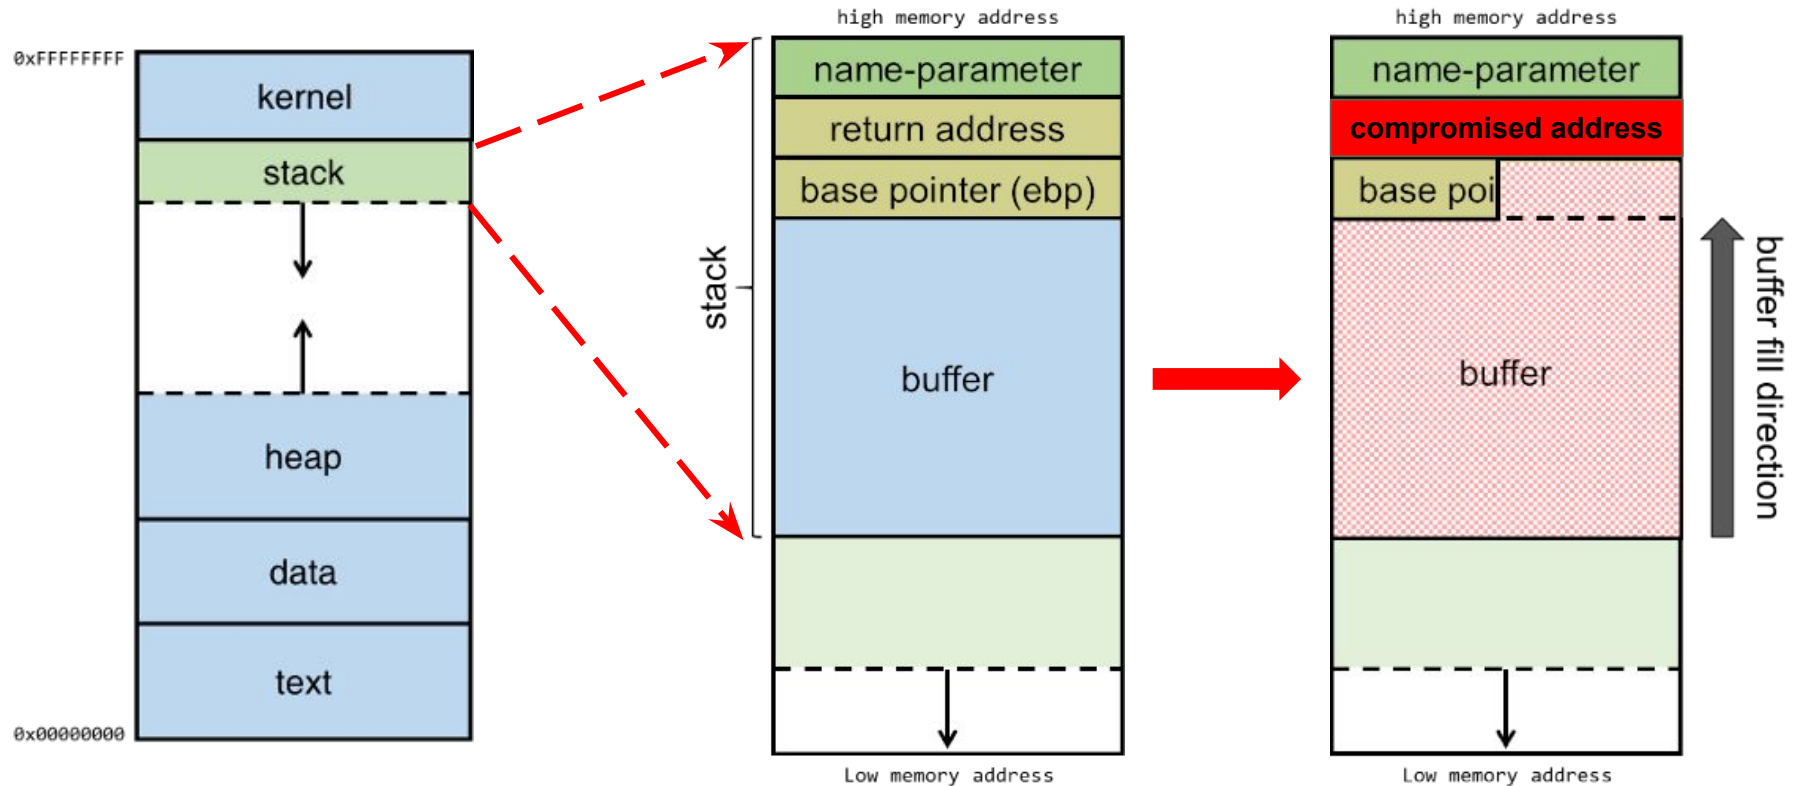 0xFFFFFFFF
kernel
stack
heap
data
text
0x00000000
high memory address
name-parameter
return address
base pointer (ebp)
stack
buffer
Low memory address
high memory address
name-parameter
compromised address
base poi
buffer
buffer fill direction
Low memory address